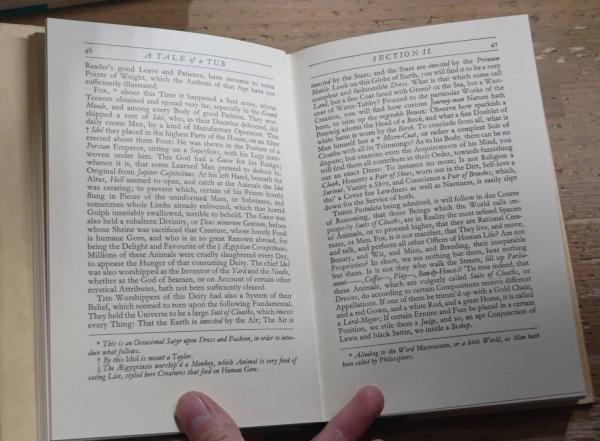 46
A TALE of a TUB
Reader's good Leave and Patience, have recourse to some
Points of Weight, which the Authors of that Age have not
sufficiently illustrated.
FOR, * about this Time it happened a Sect arose, whose
Tenents obtained and spread very far, especially in the Grand
Monde, and among every Body of good Fashion. They wor-
shipped a sort of Idol, who, as their Doctrine delivered, did
daily create Men, by a kind of Manufactory Operation. This
† Idol they placed in the highest Parts of the House, on an Altar
erected about three Foot: He was shewn in the Posture of a
Persian Emperor, sitting on a Superficies, with his Legs inter-
woven under him. This God had a Goose for his Ensign;
whence it is, that some Learned Men pretend to deduce his
Original from Jupiter Capitolinus. At his left Hand, beneath the
Altar, Hell seemed to open, and catch at the Animals the Idol
was creating; to prevent which, certain of his Priests hourly
flung in Pieces of the uninformed Mass, or Substance, and
sometimes whole Limbs already enlivened, which that horrid
Gulph insatiably swallowed, terrible to behold. The Goose was
also held a subaltern Divinity, or Deus minorum Gentium, before
whose Shrine was sacrificed that Creature, whose hourly Food
is humane Gore, and who is in so great Renown abroad, for
being the Delight and Favourite of the ‡ Ægyptian Cercopithecus.
Millions of these Animals were cruelly slaughtered every Day,
to appease the Hunger of that consuming Deity. The chief Idol
was also worshipped as the Inventor of the Yard and the Needle,
whether as the God of Seamen, or on Account of certain other
mystical Attributes, hath not been sufficiently cleared.
THE Worshippers of this Deity had also a System of their
Belief, which seemed to turn upon the following Fundamental.
They held the Universe to be a large Suit of Cloaths, which invests
every Thing: That the Earth is invested by the Air; The Air is
* This is an Occasional Satyr upon Dress and Fashion, in order to intro-
duce what follows.
† By this Idol is meant a Taylor.
‡ The Ægyptians worship'd a Monkey, which Animal is very fond of
eating Lice, styled here Creatures that feed on Human Gore.
SECTION II.
47
invested by the Stars; and the Stars are invested by the Primum
Mobile. Look on this Globe of Earth, you will find it to be a very
compleat and fashionable Dress. What is that which some call
Land, but a fine Coat faced with Green? or the Sea, but a Wast-
coat of Water-Tabby? Proceed to the particular Works of the
Creation, you will find how curious Journey-man Nature hath
been, to trim up the vegetable Beaux: Observe how sparkish a
Perewig adorns the Head of a Beech, and what a fine Doublet of
white Satin is worn by the Birch. To conclude from all, what is
Man himself but a * Micro-Coat, or rather a compleat Suit of
Cloaths with all its Trimmings? As to his Body, there can be no
dispute; but examine even the Acquirements of his Mind, you
will find them all contribute in their Order, towards furnishing
out an exact Dress: To instance no more; Is not Religion a
Cloak, Honesty a Pair of Shoes, worn out in the Dirt, Self-love a
Surtout, Vanity a Shirt, and Conscience a Pair of Breeches, which,
tho' a Cover for Lewdness as well as Nastiness, is easily slipt
down for the Service of both.
THESE Postulata being admitted, it will follow in due Course
of Reasoning, that those Beings which the World calls im-
properly Suits of Cloaths, are in Reality the most refined Species
of Animals, or to proceed higher, that they are Rational Crea-
tures, or Men. For, is it not manifest, that They live, and move,
and talk, and perform all other Offices of Human Life? Are not
Beauty, and Wit, and Mien, and Breeding, their inseparable
Proprieties? In short, we see nothing but them, hear nothing
but them. Is it not they who walk the Streets, fill up Parlia-
ment—, Coffee—, Play—, Bawdy-Houses? 'Tis true indeed, that
these Animals, which are vulgarly called Suits of Cloaths, or
Dresses, do according to certain Compositions receive different
Appellations. If one of them be trimm'd up with a Gold Chain,
and a red Gown, and a white Rod, and a great Horse, it is called
a Lord-Mayor; If certain Ermins and Furs be placed in a certain
Position, we stile them a Judge, and so, an apt Conjunction of
Lawn and black Sattin, we intitle a Bishop.
* Alluding to the Word Microcosm, or a little World, as Man hath
been called by Philosophers.